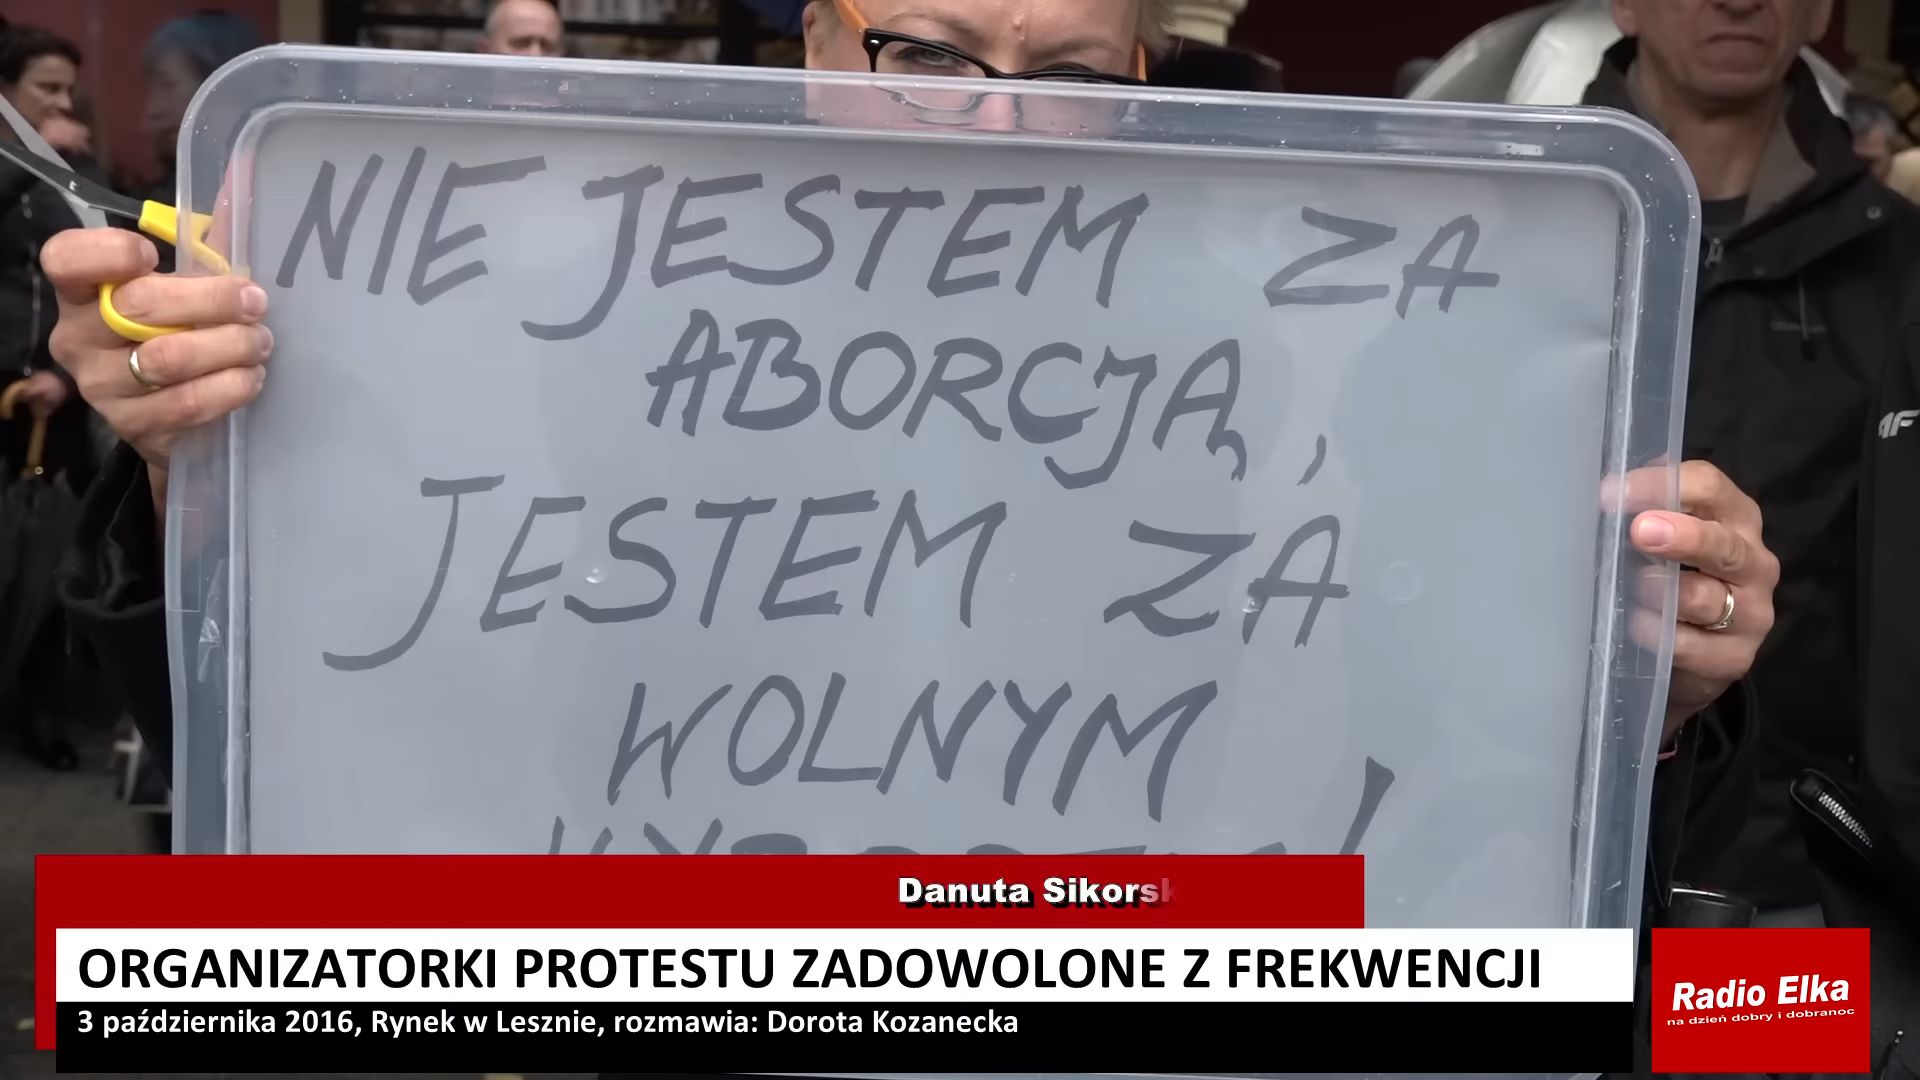 NIE JESTEM ZA
ABORCJĄ,
JESTEM ZA
WOLNYM
!
Danuta Sikorsk
ORGANIZATORKI PROTESTU ZADOWOLONE Z FREKWENCJI
3 października 2016, Rynek w Lesznie, rozmawia: Dorota Kozanecka
Radio Elka
na dzień dobry i dobranoc